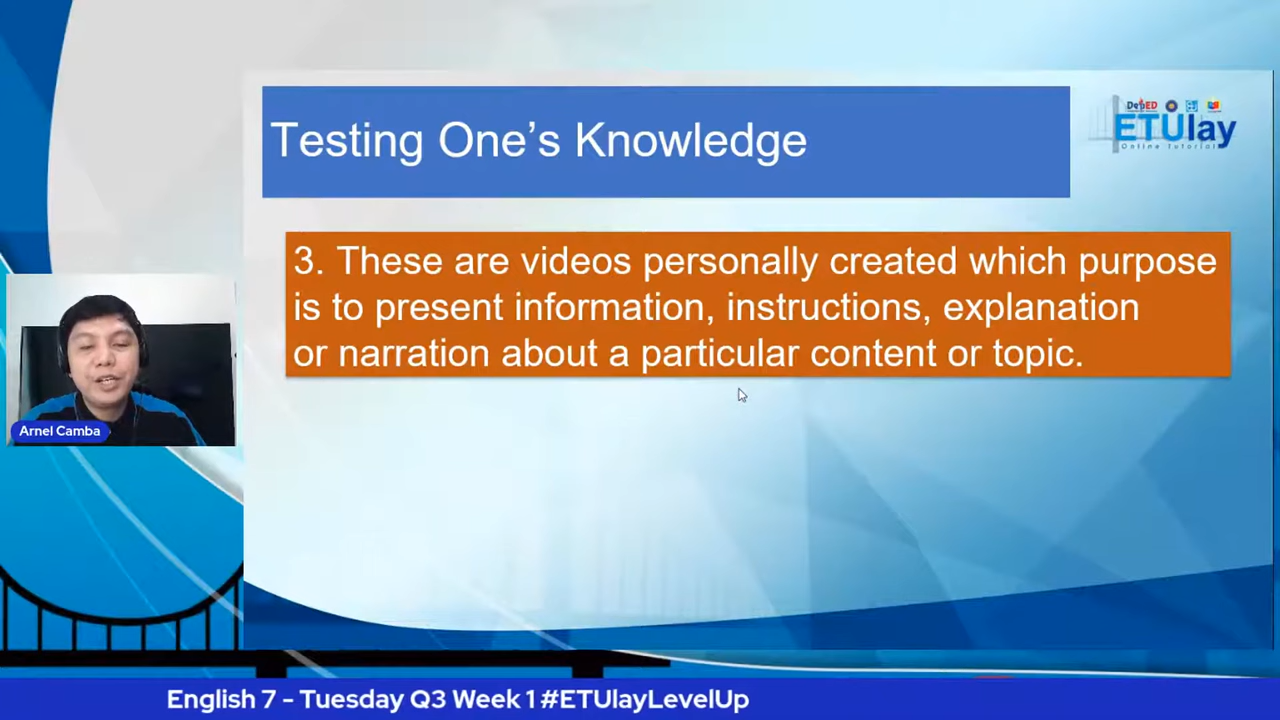 Testing One's Knowledge
DepED
ETUlay
Online Tutorial
3. These are videos personally created which purpose
is to present information, instructions, explanation
or narration about a particular content or topic.
Arnel Camba
English 7 - Tuesday Q3 Week 1 #ETUlayLevelUp